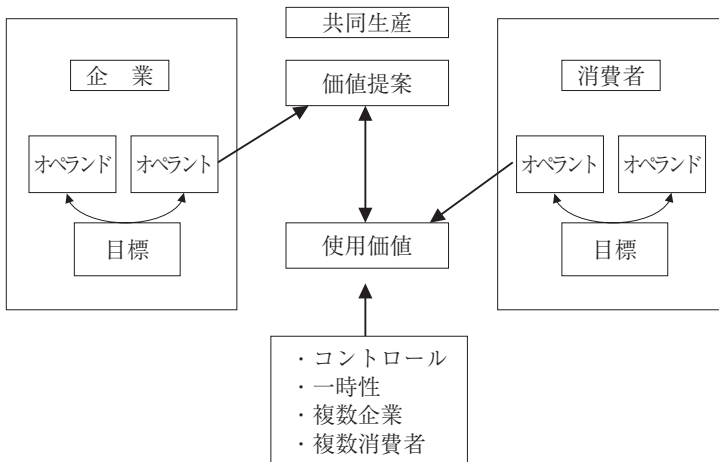 共同生産
企　業
価値提案
消費者
オペランド
オペラント
オペラント
オペランド
目標
使用価値
目標
・コントロール
・一時性
・複数企業
・複数消費者